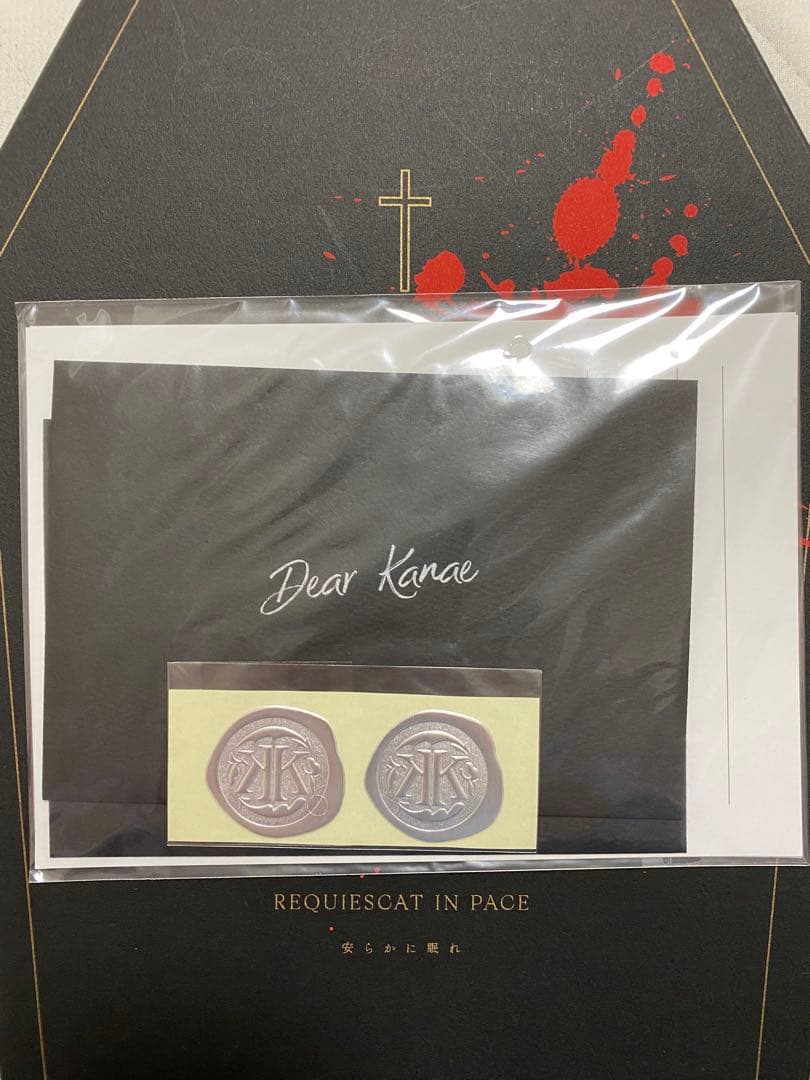 Dear Kanae
REQUIESCAT IN PACE
安らかに眠れ